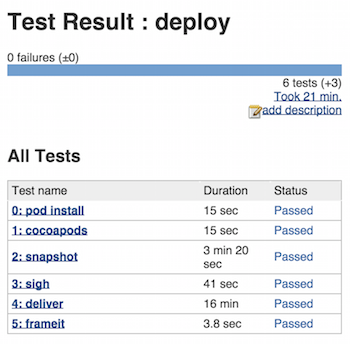 Test Result : deploy
0 failures (±0)
6 tests (+3)
Took 21 min.
add description
All Tests
Test name Duration Status
0: pod install 15 sec Passed
1: cocoapods 15 sec Passed
2: snapshot 3 min 20 sec Passed
3: sigh 41 sec Passed
4: deliver 16 min Passed
5: frameit 3.8 sec Passed